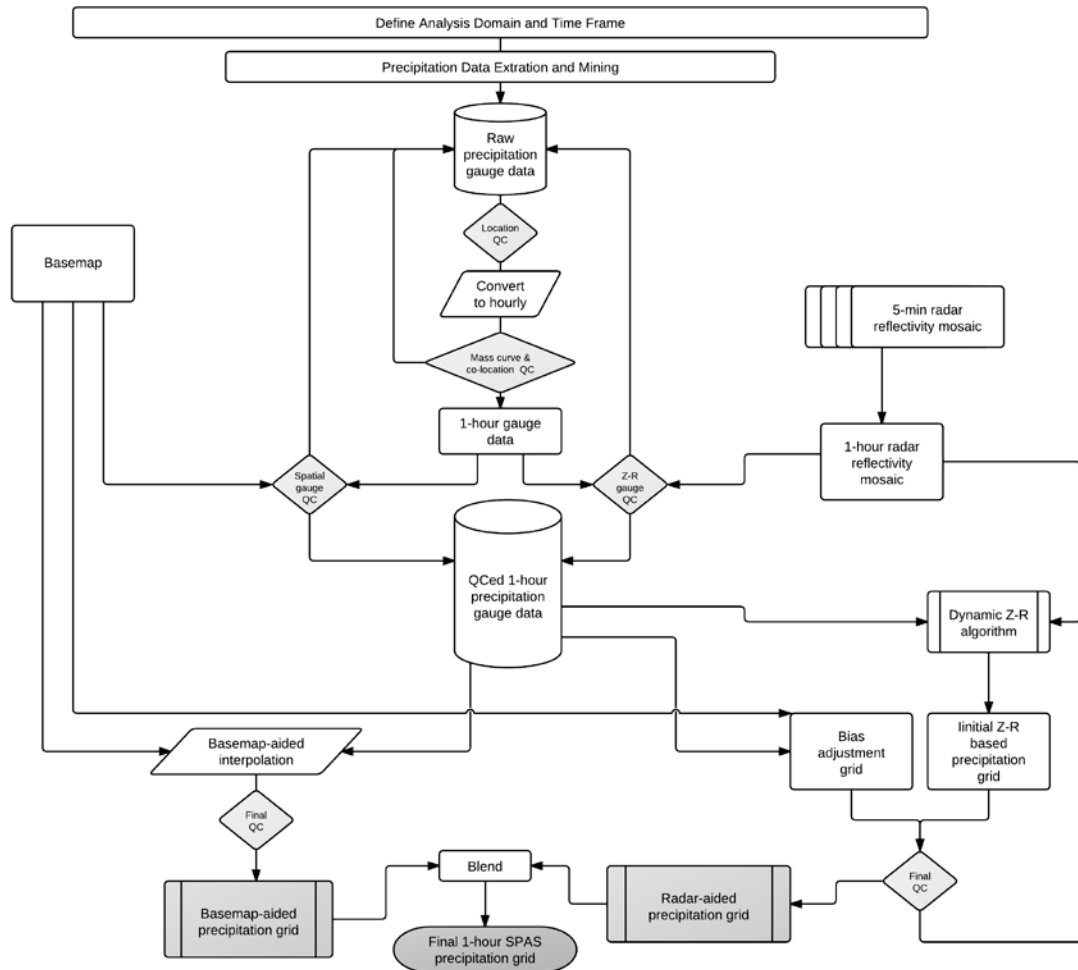 Define Analysis Domain and Time Frame
Precipitation Data Extration and Mining
Raw
precipitation
gauge data
Location
QC
Basemap
Convert
to hourly
5-min radar
reflectivity mosaic
Mass curve &
co-location QC
1-hour gauge
data
1-hour radar
reflectivity
mosaic
Spatial
gauge
QC
Z-R
gauge
QC
QCed 1-hour
precipitation
gauge data
Dynamic Z-R
algorithm
Basemap-aided
interpolation
Bias
adjustment
grid
Iinitial Z-R
based
precipitation
grid
Final
QC
Blend
Final
QC
Basemap-aided
precipitation grid
Radar-aided
precipitation grid
Final 1-hour SPAS
precipitation grid